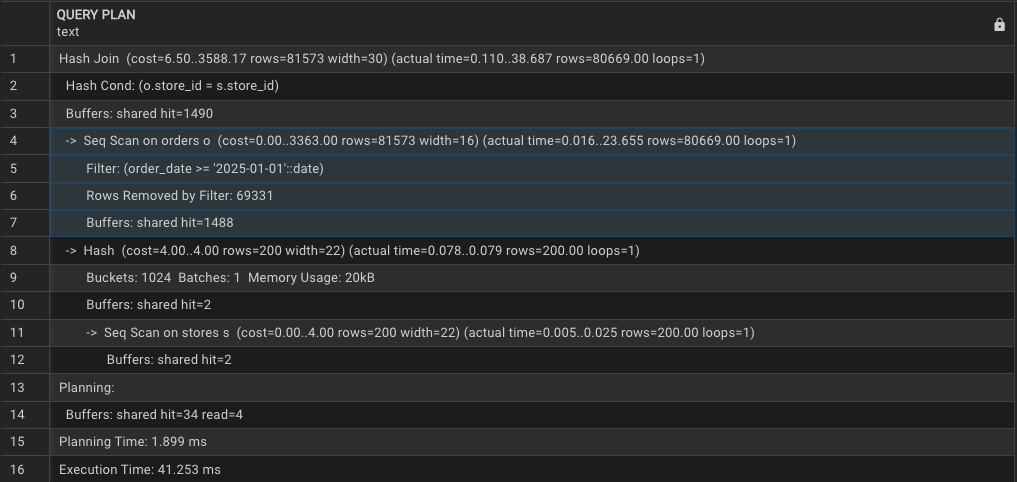 QUERY PLAN
text
1 Hash Join (cost=6.50..3588.17 rows=81573 width=30) (actual time=0.110..38.687 rows=80669.00 loops=1)
2 Hash Cond: (o.store_id = s.store_id)
3 Buffers: shared hit=1490
4 -> Seq Scan on orders o (cost=0.00..3363.00 rows=81573 width=16) (actual time=0.016..23.655 rows=80669.00 loops=1)
5 Filter: (order_date >= '2025-01-01'::date)
6 Rows Removed by Filter: 69331
7 Buffers: shared hit=1488
8 -> Hash (cost=4.00..4.00 rows=200 width=22) (actual time=0.078..0.079 rows=200.00 loops=1)
9 Buckets: 1024 Batches: 1 Memory Usage: 20kB
10 Buffers: shared hit=2
11 -> Seq Scan on stores s (cost=0.00..4.00 rows=200 width=22) (actual time=0.005..0.025 rows=200.00 loops=1)
12 Buffers: shared hit=2
13 Planning:
14 Buffers: shared hit=34 read=4
15 Planning Time: 1.899 ms
16 Execution Time: 41.253 ms